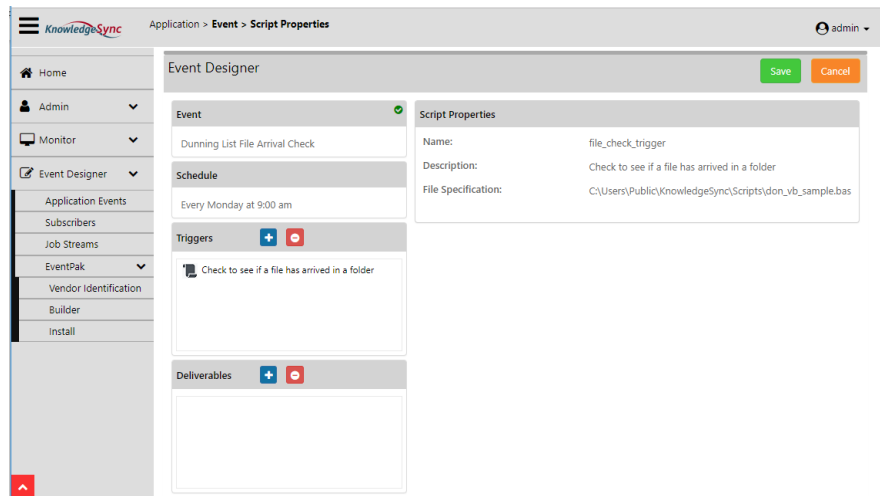 KnowledgeSync
Application > Event > Script Properties
admin
Home
Admin
Monitor
Event Designer
Application Events
Subscribers
Job Streams
EventPak
Vendor Identification
Builder
Install
Event Designer
Save
Cancel
Event
Dunning List File Arrival Check
Schedule
Every Monday at 9:00 am
Triggers
Check to see if a file has arrived in a folder
Deliverables
Script Properties
Name: file_check_trigger
Description: Check to see if a file has arrived in a folder
File Specification: C:\Users\Public\KnowledgeSync\Scripts\don_vb_sample.bas